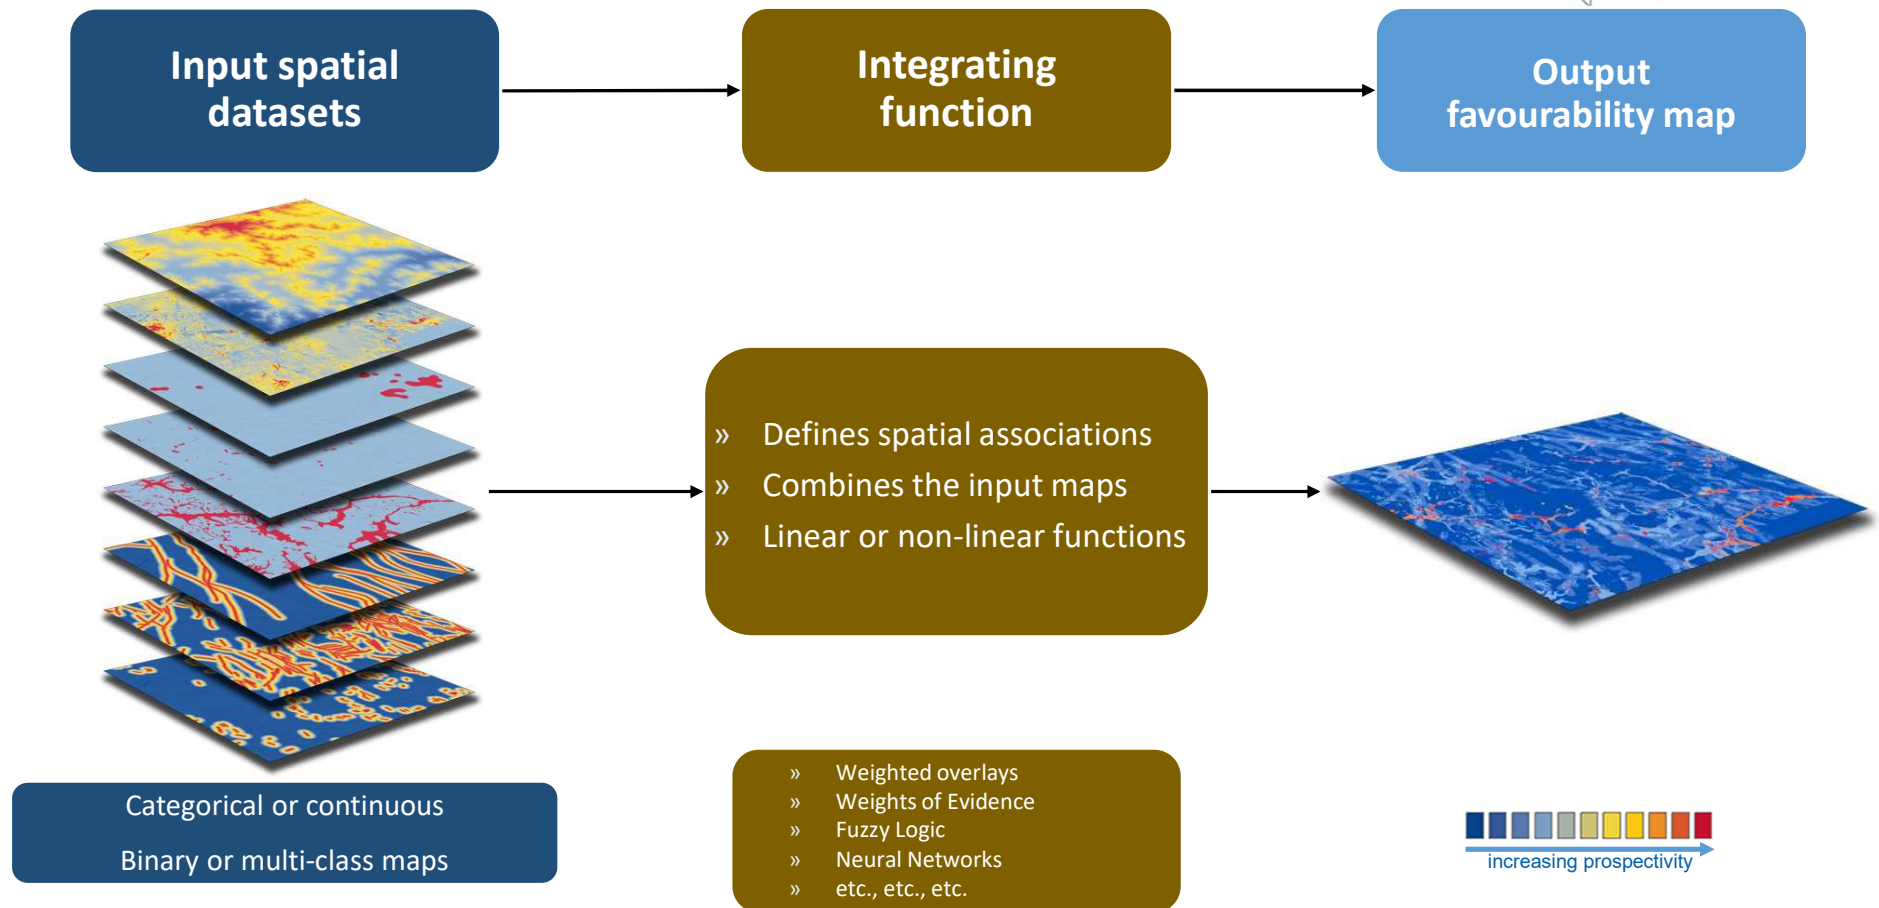 Input spatial
datasets
Integrating
function
Output
favourability map
» Defines spatial associations
» Combines the input maps
» Linear or non-linear functions
Categorical or continuous
Binary or multi-class maps
» Weighted overlays
» Weights of Evidence
» Fuzzy Logic
» Neural Networks
» etc., etc., etc.
increasing prospectivity